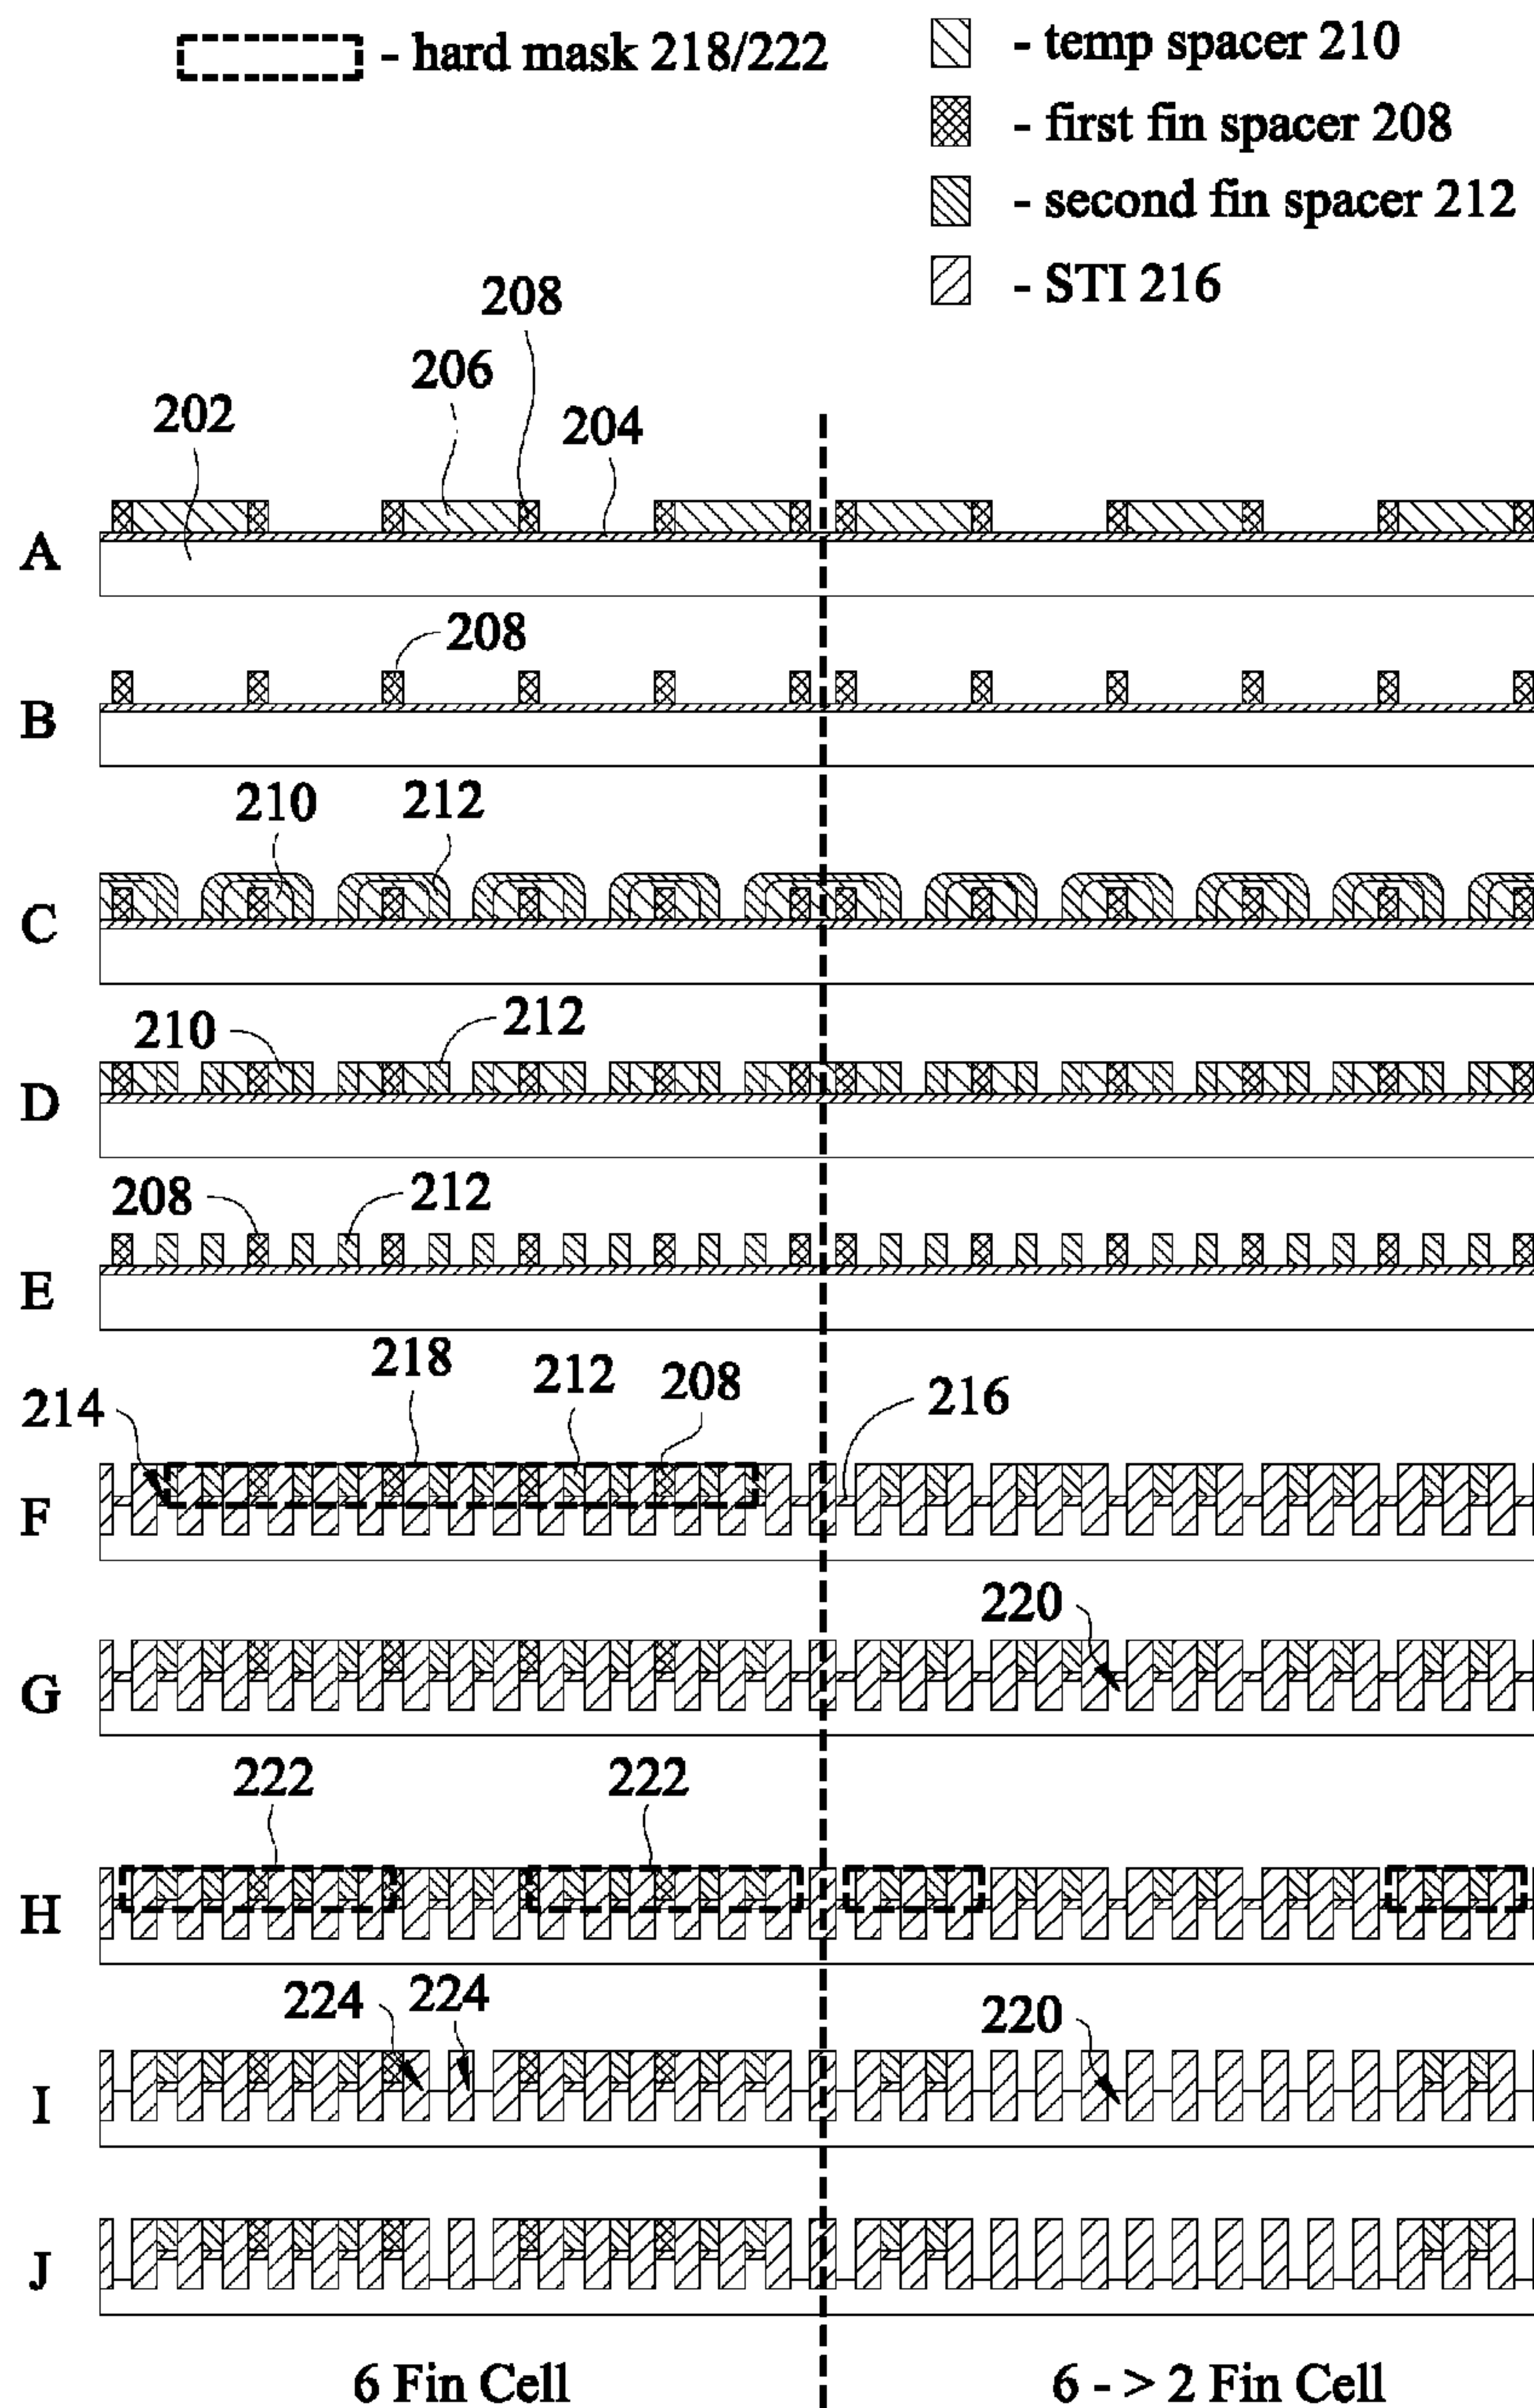 - hard mask 218/222
- temp spacer 210
- first fin spacer 208
- second fin spacer 212
- STI 216
208
206
202
204
A
208
B
210 212
C
210 212
D
208 212
E
218 212 208
214 216
F
220
G
222 222
H
224 224 220
I
J
6 Fin Cell 6 - > 2 Fin Cell